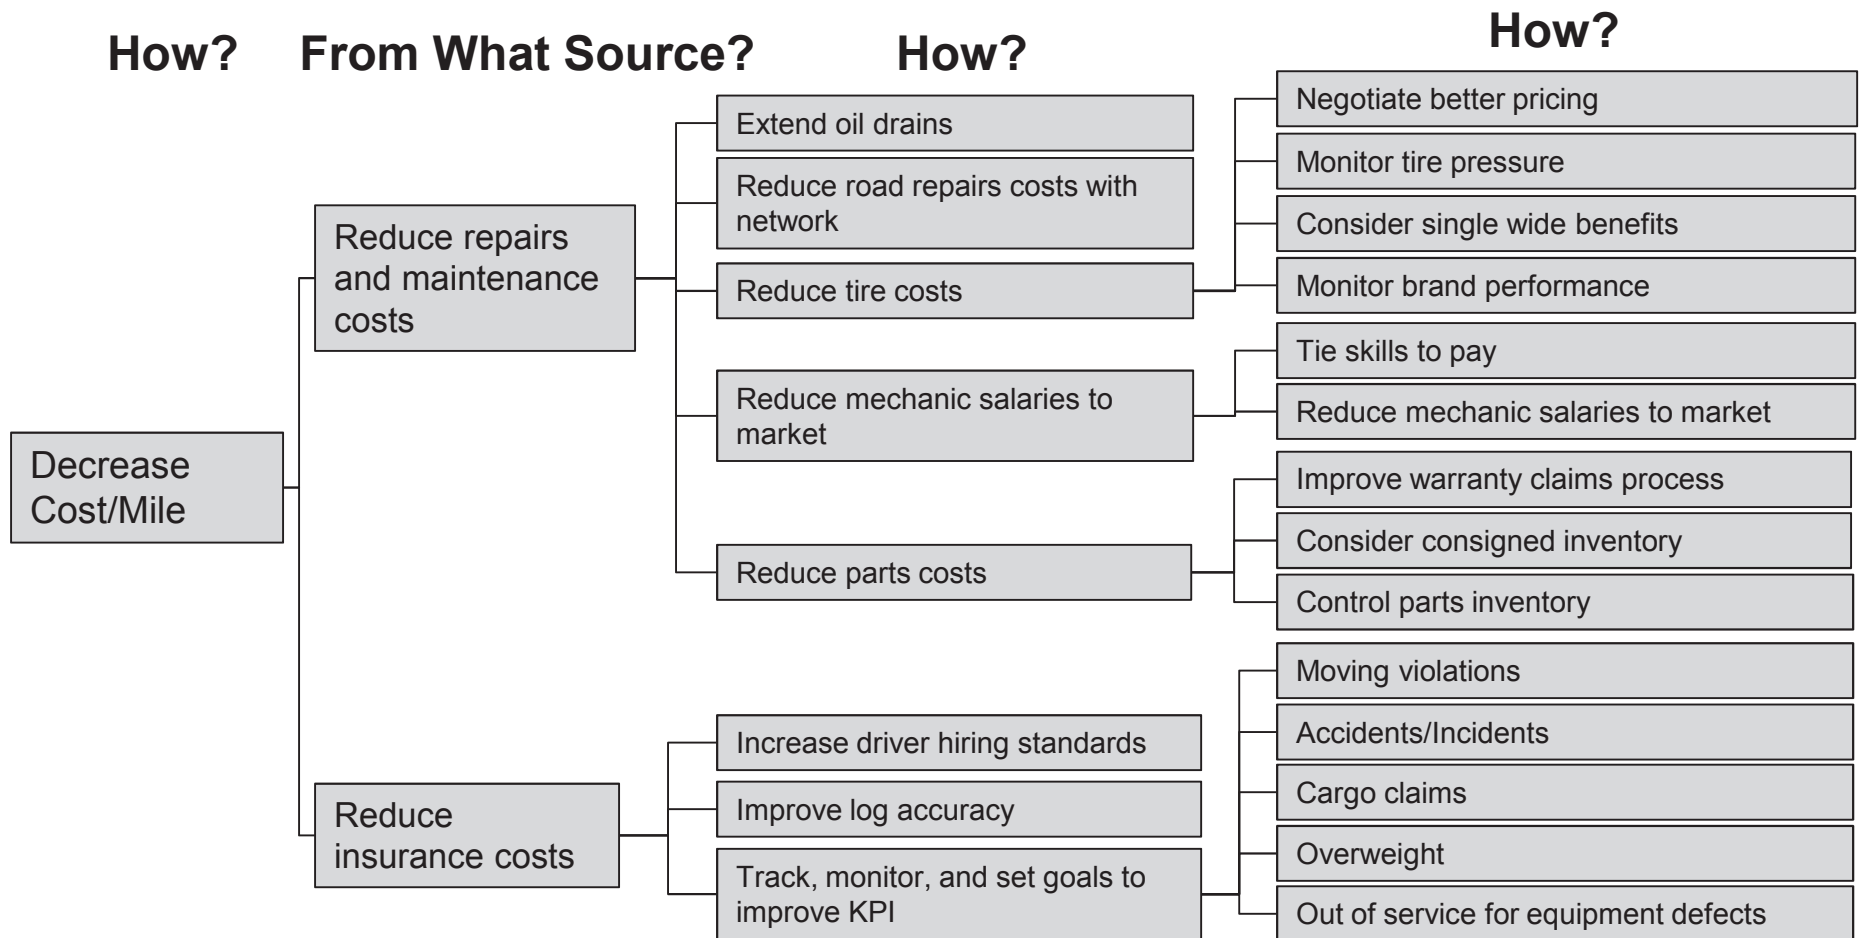 How?
From What Source?
How?
How?
Decrease
Cost/Mile
Reduce repairs
and maintenance
costs
Extend oil drains
Reduce road repairs costs with
network
Reduce tire costs
Negotiate better pricing
Monitor tire pressure
Consider single wide benefits
Monitor brand performance
Reduce mechanic salaries to
market
Tie skills to pay
Reduce mechanic salaries to market
Reduce parts costs
Improve warranty claims process
Consider consigned inventory
Control parts inventory
Reduce
insurance costs
Increase driver hiring standards
Improve log accuracy
Track, monitor, and set goals to
improve KPI
Moving violations
Accidents/Incidents
Cargo claims
Overweight
Out of service for equipment defects